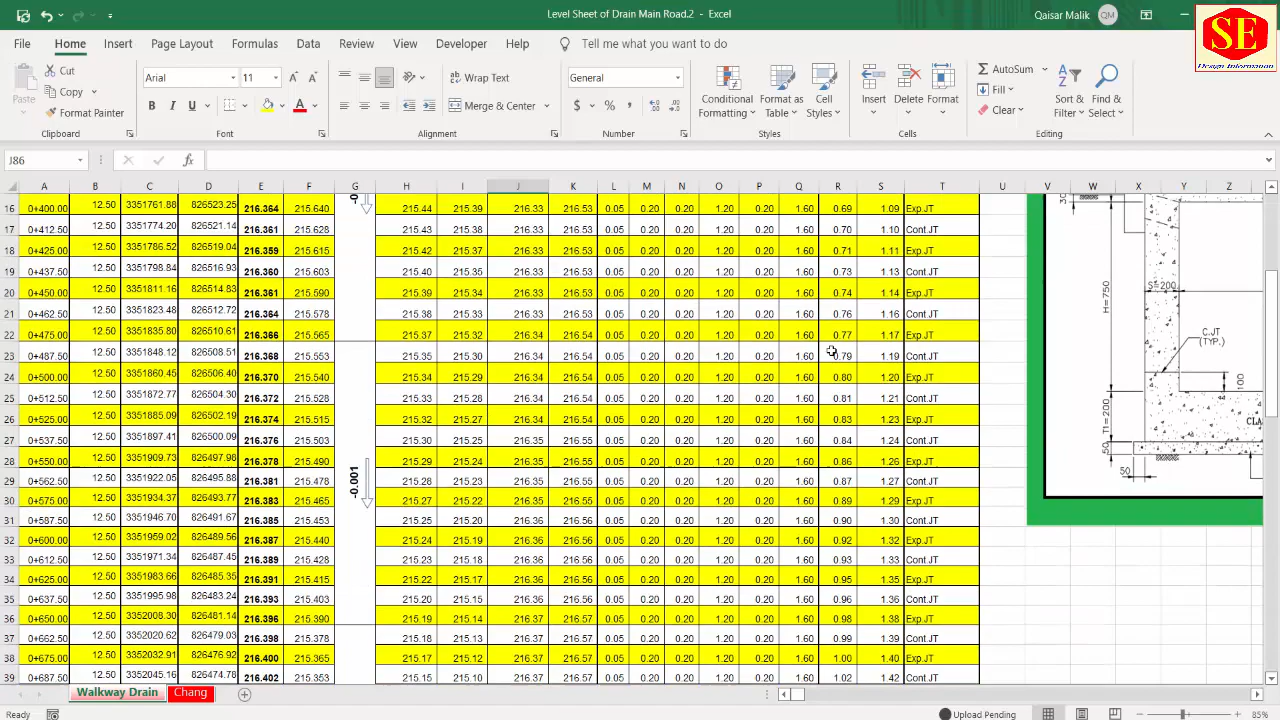 Level Sheet of Drain Main Road.2 - Excel
Qaisar Malik QM
SE
Design Information
File Home Insert Page Layout Formulas Data Review View Developer Help Tell me what you want to do
Cut
Copy
Format Painter
Paste
Clipboard
Arial 11
B I U A
Font
Wrap Text
Merge & Center
Alignment
General
$ % ,
Number
Conditional Formatting
Format as Table
Cell Styles
Styles
Insert Delete Format
Cells
AutoSum
Fill
Clear
Sort & Filter
Find & Select
Editing
J86 fx
A B C D E F G H I J K L M N O P Q R S T U V W X Y Z
16 0+400.00 12.50 3351761.88 826523.25 216.364 215.640 215.44 215.39 216.33 216.53 0.05 0.20 0.20 1.20 0.20 1.60 0.69 1.09 Exp.JT
17 0+412.50 12.50 3351774.20 826521.14 216.361 215.628 215.43 215.38 216.33 216.53 0.05 0.20 0.20 1.20 0.20 1.60 0.70 1.10 Cont.JT
18 0+425.00 12.50 3351786.52 826519.04 216.359 215.615 215.42 215.37 216.33 216.53 0.05 0.20 0.20 1.20 0.20 1.60 0.71 1.11 Exp.JT
19 0+437.50 12.50 3351798.84 826516.93 216.360 215.603 215.40 215.35 216.33 216.53 0.05 0.20 0.20 1.20 0.20 1.60 0.73 1.13 Cont.JT
20 0+450.00 12.50 3351811.16 826514.83 216.361 215.590 215.39 215.34 216.33 216.53 0.05 0.20 0.20 1.20 0.20 1.60 0.74 1.14 Exp.JT
21 0+462.50 12.50 3351823.48 826512.72 216.364 215.578 215.38 215.33 216.33 216.53 0.05 0.20 0.20 1.20 0.20 1.60 0.76 1.16 Cont.JT
22 0+475.00 12.50 3351835.80 826510.61 216.366 215.565 215.37 215.32 216.33 216.53 0.05 0.20 0.20 1.20 0.20 1.60 0.77 1.17 Exp.JT
23 0+487.50 12.50 3351848.12 826508.51 216.368 215.553 215.35 215.30 216.34 216.54 0.05 0.20 0.20 1.20 0.20 1.60 0.79 1.19 Cont.JT
24 0+500.00 12.50 3351860.45 826506.40 216.370 215.540 215.34 215.29 216.34 216.54 0.05 0.20 0.20 1.20 0.20 1.60 0.80 1.20 Exp.JT
25 0+512.50 12.50 3351872.77 826504.30 216.372 215.528 215.33 215.28 216.34 216.54 0.05 0.20 0.20 1.20 0.20 1.60 0.81 1.21 Cont.JT
26 0+525.00 12.50 3351885.09 826502.19 216.374 215.515 215.32 215.27 216.34 216.54 0.05 0.20 0.20 1.20 0.20 1.60 0.83 1.23 Exp.JT
27 0+537.50 12.50 3351897.41 826500.09 216.376 215.503 215.30 215.25 216.35 216.54 0.05 0.20 0.20 1.20 0.20 1.60 0.84 1.24 Cont.JT
28 0+550.00 12.50 3351909.73 826497.98 216.378 215.490 215.29 215.24 216.35 216.55 0.05 0.20 0.20 1.20 0.20 1.60 0.86 1.26 Exp.JT
29 0+562.50 12.50 3351922.05 826495.88 216.381 215.478 215.28 215.23 216.35 216.55 0.05 0.20 0.20 1.20 0.20 1.60 0.87 1.27 Cont.JT
-0.001
30 0+575.00 12.50 3351934.37 826493.77 216.383 215.465 215.27 215.22 216.35 216.55 0.05 0.20 0.20 1.20 0.20 1.60 0.89 1.29 Exp.JT
31 0+587.50 12.50 3351946.70 826491.67 216.385 215.453 215.25 215.20 216.36 216.56 0.05 0.20 0.20 1.20 0.20 1.60 0.90 1.30 Cont.JT
32 0+600.00 12.50 3351959.02 826489.56 216.387 215.440 215.24 215.19 216.36 216.56 0.05 0.20 0.20 1.20 0.20 1.60 0.92 1.32 Exp.JT
33 0+612.50 12.50 3351971.34 826487.45 216.389 215.428 215.23 215.18 216.36 216.56 0.05 0.20 0.20 1.20 0.20 1.60 0.93 1.33 Cont.JT
34 0+625.00 12.50 3351983.66 826485.35 216.391 215.415 215.22 215.17 216.36 216.56 0.05 0.20 0.20 1.20 0.20 1.60 0.95 1.35 Exp.JT
35 0+637.50 12.50 3351995.98 826483.24 216.393 215.403 215.20 215.15 216.36 216.56 0.05 0.20 0.20 1.20 0.20 1.60 0.96 1.36 Cont.JT
36 0+650.00 12.50 3352008.30 826481.14 216.396 215.390 215.19 215.14 216.37 216.57 0.05 0.20 0.20 1.20 0.20 1.60 0.98 1.38 Exp.JT
37 0+662.50 12.50 3352020.62 826479.03 216.398 215.378 215.18 215.13 216.37 216.57 0.05 0.20 0.20 1.20 0.20 1.60 0.99 1.39 Cont.JT
38 0+675.00 12.50 3352032.91 826476.92 216.400 215.365 215.17 215.12 216.37 216.57 0.05 0.20 0.20 1.20 0.20 1.60 1.00 1.40 Exp.JT
39 0+687.50 12.50 3352045.16 826474.78 216.402 215.353 215.15 215.10 216.37 216.57 0.05 0.20 0.20 1.20 0.20 1.60 1.02 1.42 Cont.JT
H=750
S=200
C.JT
(TYP.)
100
T1=200
50
50
Walkway Drain Chang
Ready
Upload Pending
85%